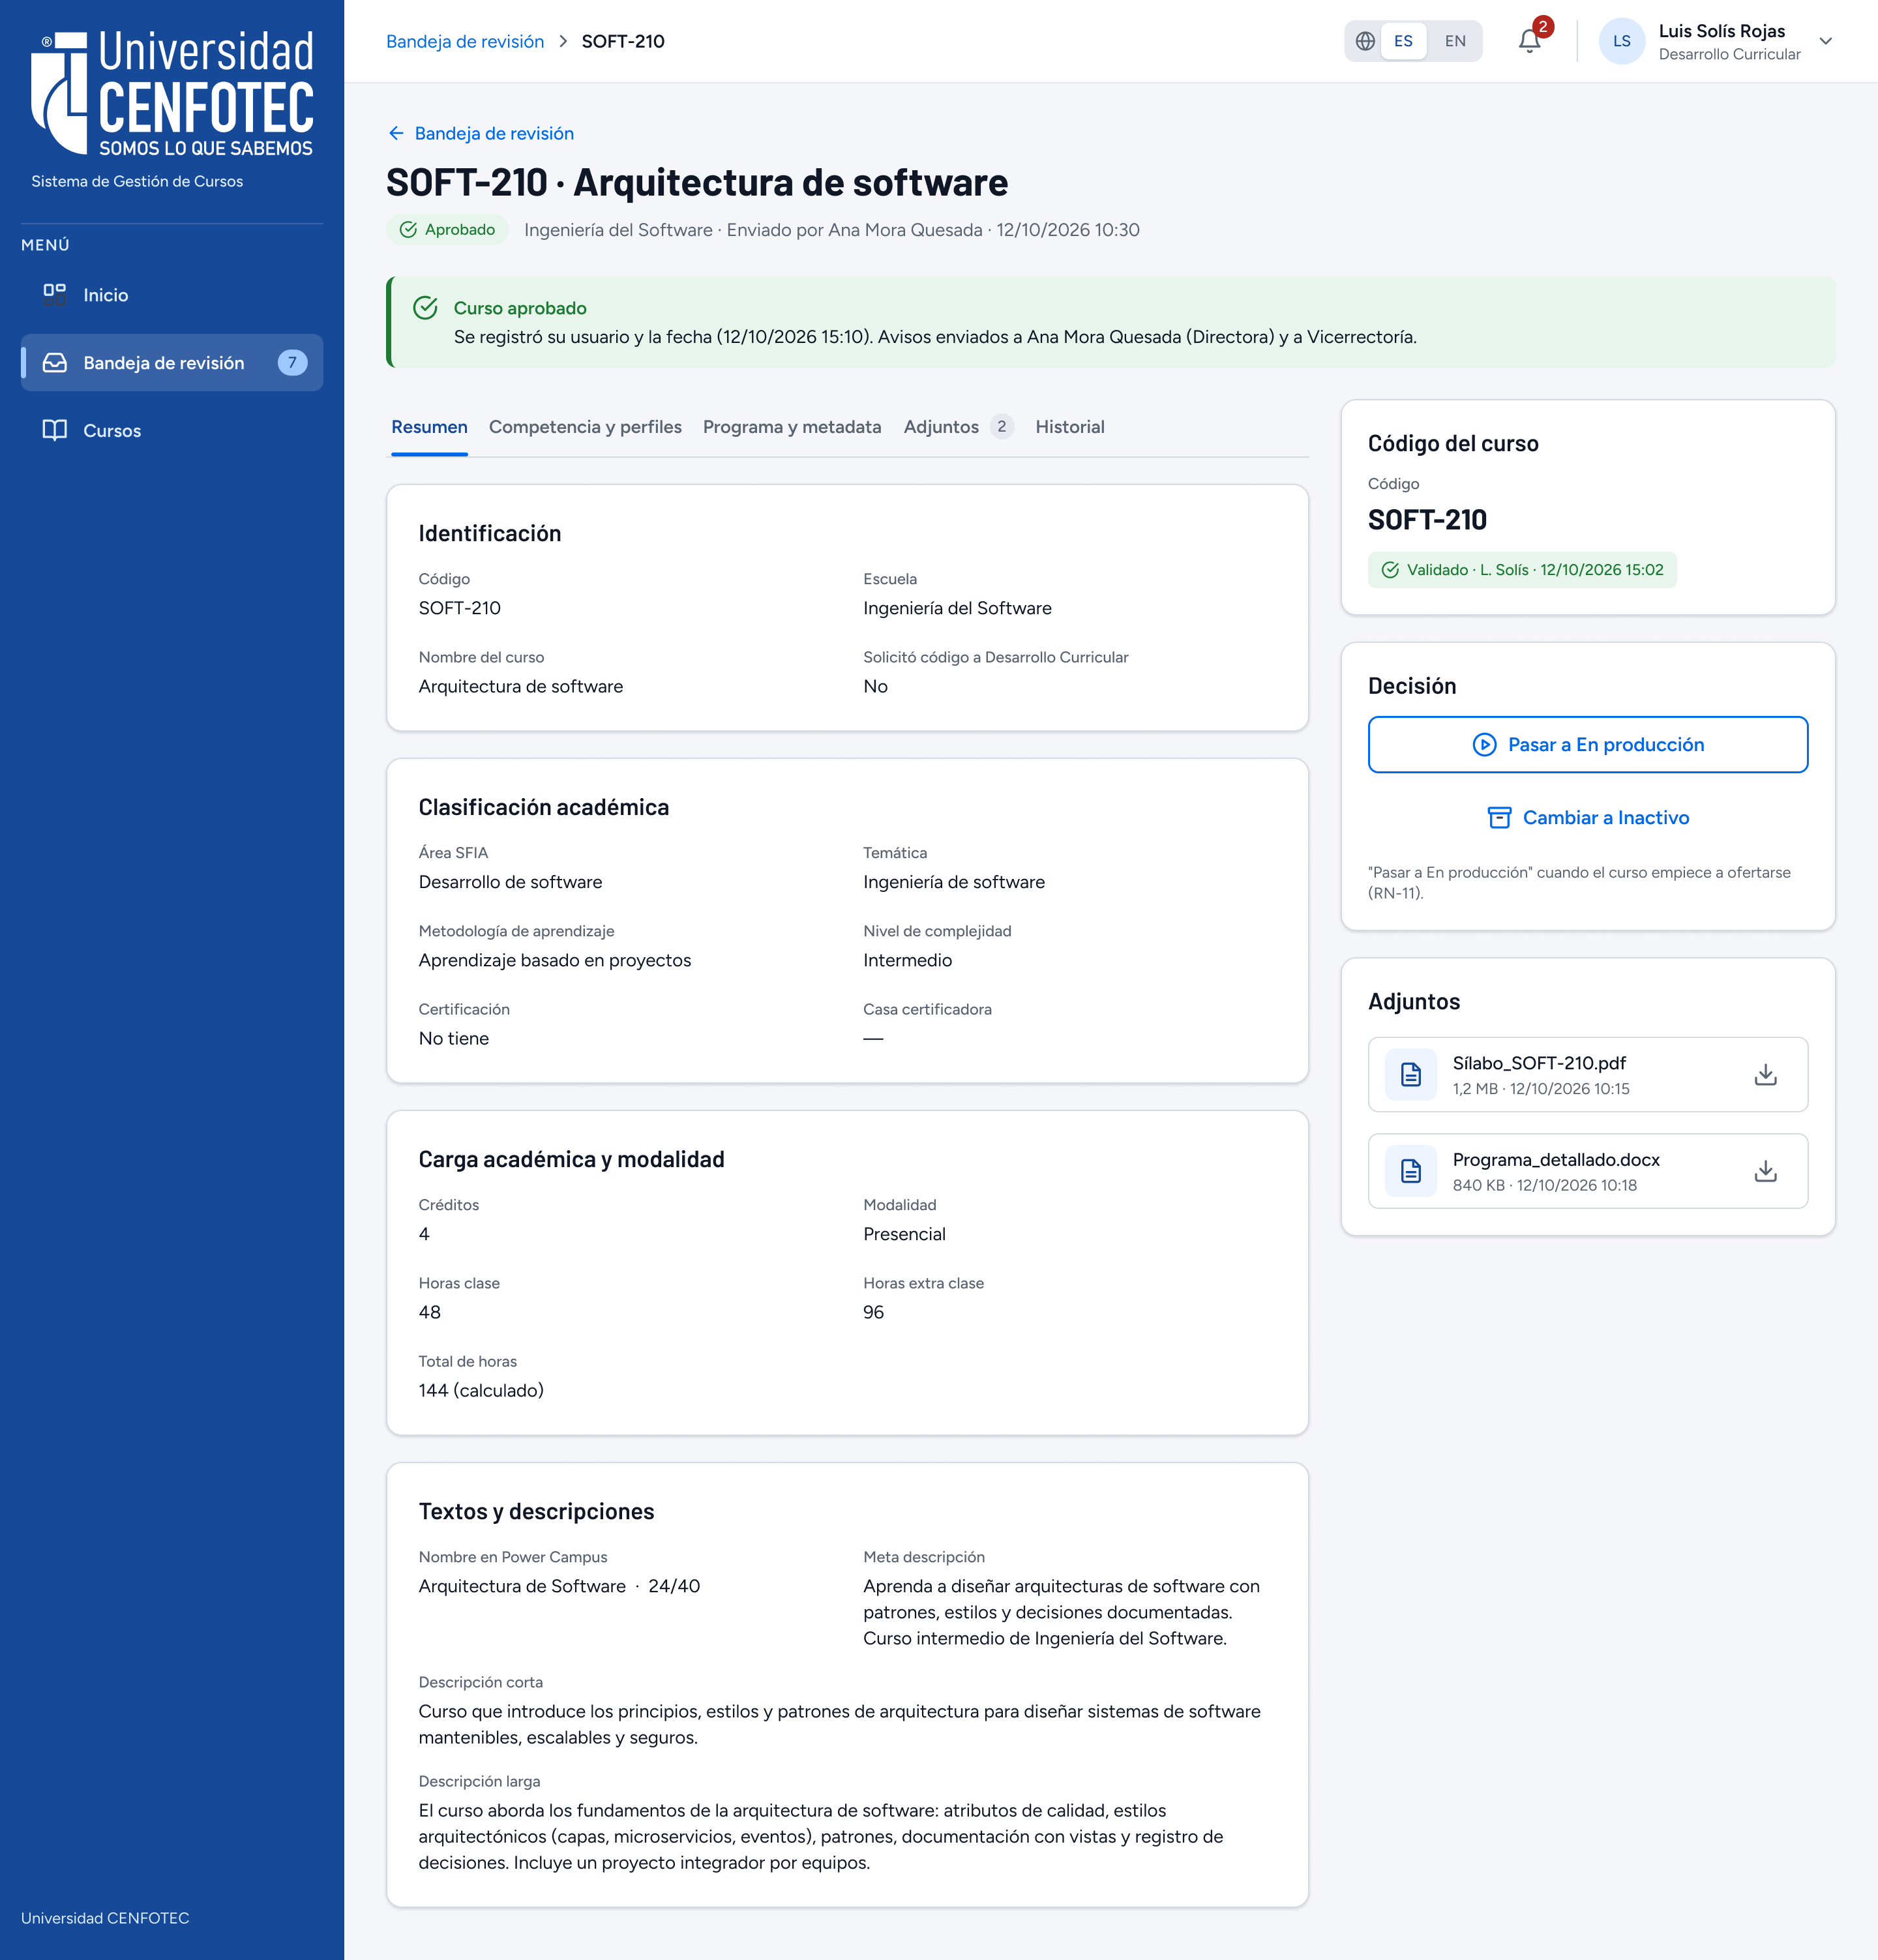 ® Universidad
CENFOTEC
SOMOS LO QUE SABEMOS
Sistema de Gestión de Cursos
MENÚ
Inicio
Bandeja de revisión 7
Cursos
Universidad CENFOTEC
Bandeja de revisión > SOFT-210
ES EN
2
LS
Luis Solís Rojas
Desarrollo Curricular
← Bandeja de revisión
SOFT-210 · Arquitectura de software
Aprobado
Ingeniería del Software · Enviado por Ana Mora Quesada · 12/10/2026 10:30
Curso aprobado
Se registró su usuario y la fecha (12/10/2026 15:10). Avisos enviados a Ana Mora Quesada (Directora) y a Vicerrectoría.
Resumen Competencia y perfiles Programa y metadata Adjuntos 2 Historial
Identificación
Código
SOFT-210
Escuela
Ingeniería del Software
Nombre del curso
Arquitectura de software
Solicitó código a Desarrollo Curricular
No
Clasificación académica
Área SFIA
Desarrollo de software
Temática
Ingeniería de software
Metodología de aprendizaje
Aprendizaje basado en proyectos
Nivel de complejidad
Intermedio
Certificación
No tiene
Casa certificadora
—
Carga académica y modalidad
Créditos
4
Modalidad
Presencial
Horas clase
48
Horas extra clase
96
Total de horas
144 (calculado)
Textos y descripciones
Nombre en Power Campus
Arquitectura de Software · 24/40
Meta descripción
Aprenda a diseñar arquitecturas de software con
patrones, estilos y decisiones documentadas.
Curso intermedio de Ingeniería del Software.
Descripción corta
Curso que introduce los principios, estilos y patrones de arquitectura para diseñar sistemas de software
mantenibles, escalables y seguros.
Descripción larga
El curso aborda los fundamentos de la arquitectura de software: atributos de calidad, estilos
arquitectónicos (capas, microservicios, eventos), patrones, documentación con vistas y registro de
decisiones. Incluye un proyecto integrador por equipos.
Código del curso
Código
SOFT-210
Validado · L. Solís · 12/10/2026 15:02
Decisión
Pasar a En producción
Cambiar a Inactivo
"Pasar a En producción" cuando el curso empiece a ofertarse
(RN-11).
Adjuntos
Sílabo_SOFT-210.pdf
1,2 MB · 12/10/2026 10:15
Programa_detallado.docx
840 KB · 12/10/2026 10:18